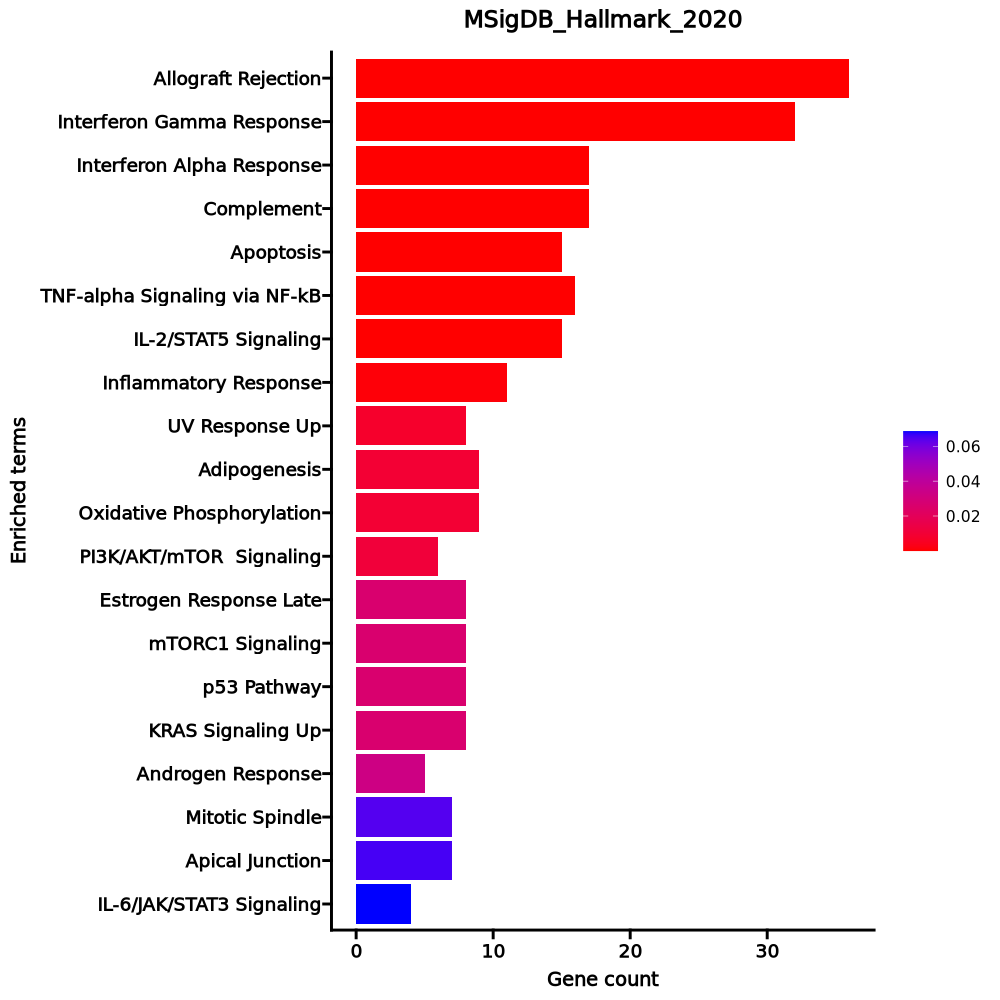 MSigDB_Hallmark_2020
Allograft Rejection
Interferon Gamma Response
Interferon Alpha Response
Complement
Apoptosis
TNF-alpha Signaling via NF-kB
IL-2/STAT5 Signaling
Inflammatory Response
UV Response Up
Adipogenesis
Oxidative Phosphorylation
PI3K/AKT/mTOR  Signaling
Estrogen Response Late
mTORC1 Signaling
p53 Pathway
KRAS Signaling Up
Androgen Response
Mitotic Spindle
Apical Junction
IL-6/JAK/STAT3 Signaling
Enriched terms
0 10 20 30
Gene count
0.06
0.04
0.02